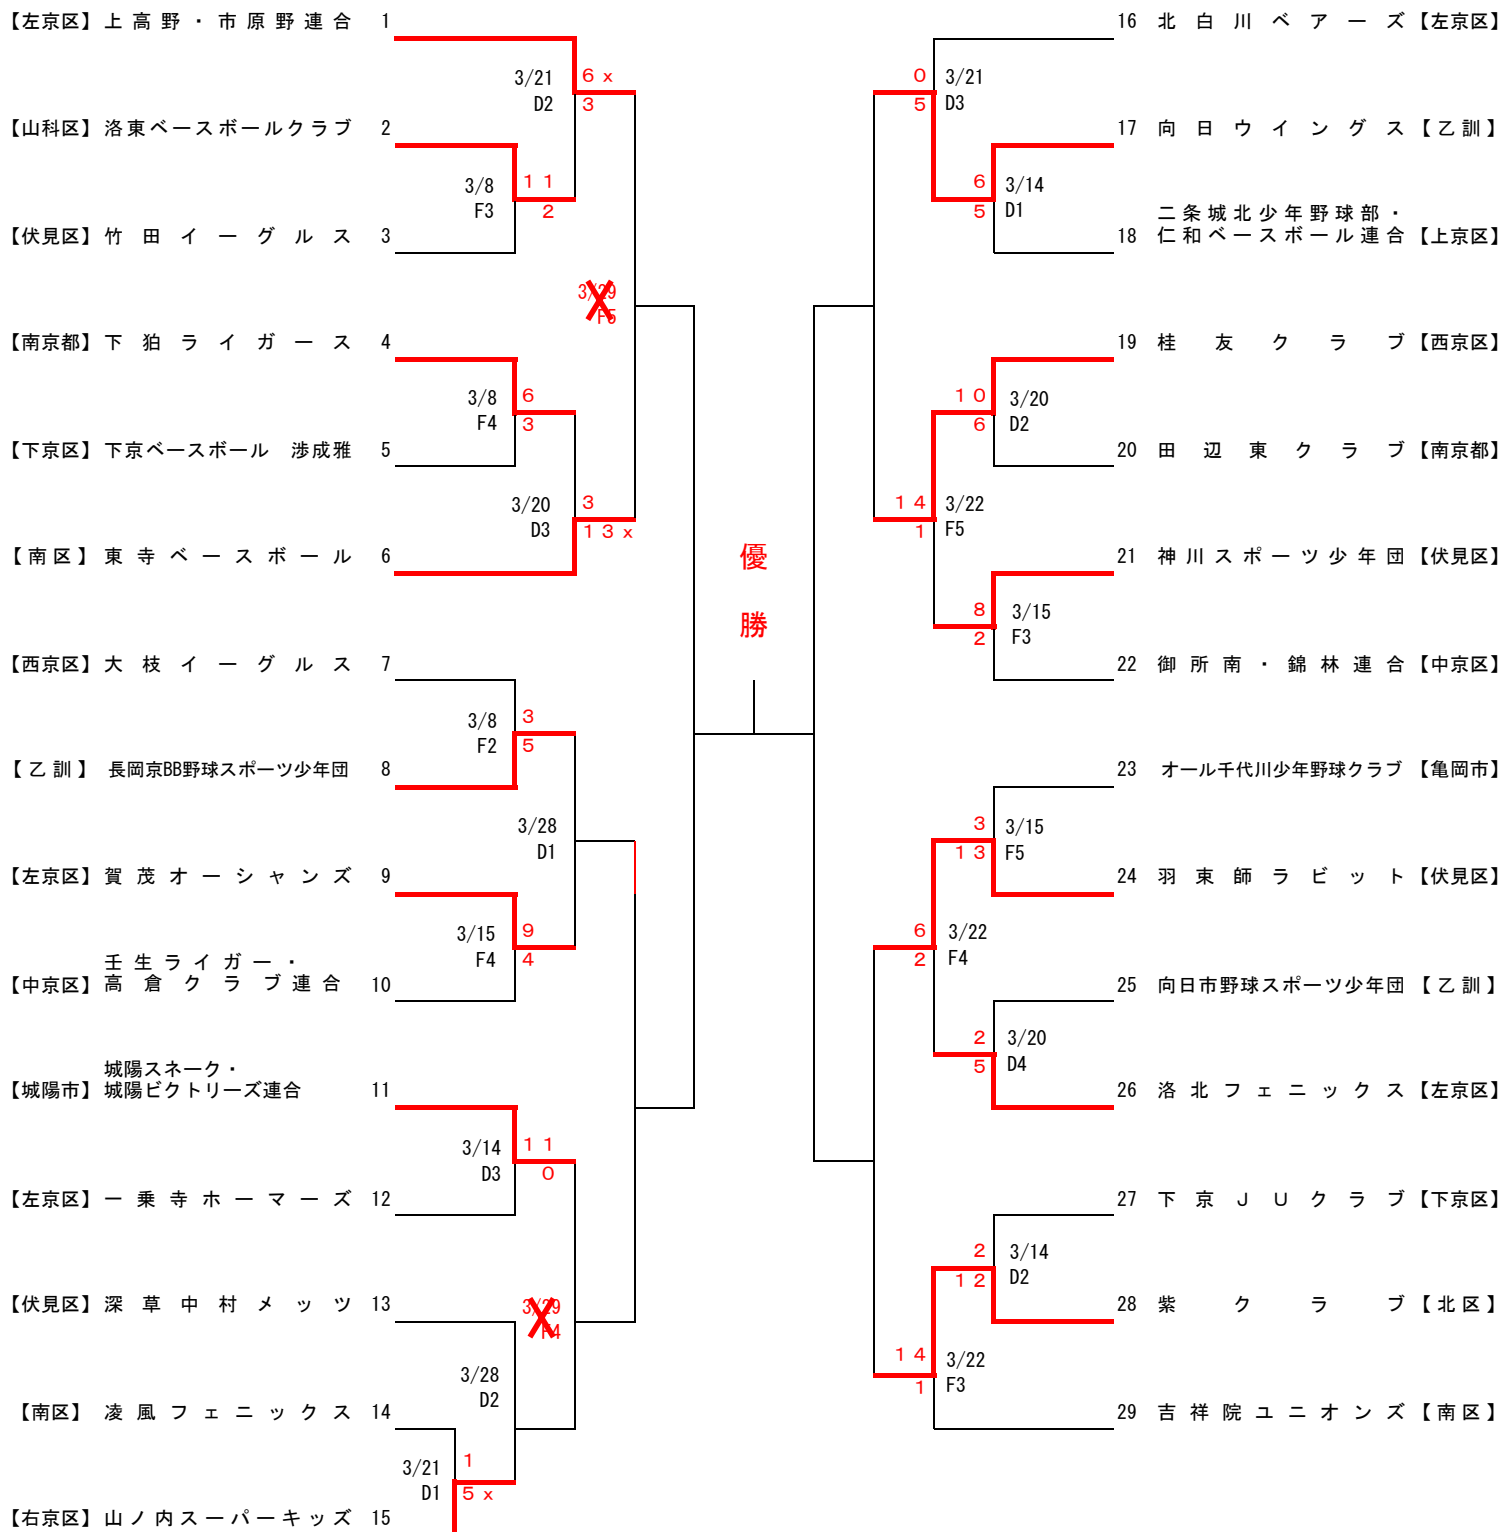 【左京区】上高野・市原野連合 1
3/21 6x
D2 3
【山科区】洛東ベースボールクラブ 2
3/8 11
F3 2
【伏見区】竹田イーグルス 3
3/29
F5
【南京都】下狛ライガース 4
3/8 6
F4 3
【下京区】下京ベースボール 渉成雅 5
3/20 3
D3 13x
【南区】東寺ベースボール 6
【西京区】大枝イーグルス 7
3/8 3
F2 5
【乙訓】長岡京BB野球スポーツ少年団 8
3/28
D1
【左京区】賀茂オーシャンズ 9
3/15 9
F4 4
壬生ライガー・
【中京区】高倉クラブ連合 10
城陽スネーク・
【城陽市】城陽ビクトリーズ連合 11
3/14 11
D3 0
【左京区】一乗寺ホーマーズ 12
【伏見区】深草中村メッツ 13
3/29
F4
3/28
D2
【南区】凌風フェニックス 14
3/21 1
D1 5x
【右京区】山ノ内スーパーキッズ 15
優
勝
16 北白川ベアーズ【左京区】
0 3/21
5 D3
17 向日ウイングス【乙訓】
6 3/14
5 D1
二条城北少年野球部・
18 仁和ベースボール連合【上京区】
19 桂友クラブ【西京区】
10 3/20
6 D2
20 田辺東クラブ【南京都】
14 3/22
1 F5
21 神川スポーツ少年団【伏見区】
8 3/15
2 F3
22 御所南・錦林連合【中京区】
23 オール千代川少年野球クラブ【亀岡市】
3 3/15
13 F5
24 羽束師ラビット【伏見区】
6 3/22
2 F4
25 向日市野球スポーツ少年団【乙訓】
2 3/20
5 D4
26 洛北フェニックス【左京区】
27 下京JUクラブ【下京区】
2 3/14
12 D2
28 紫クラブ【北区】
14 3/22
1 F3
29 吉祥院ユニオンズ【南区】